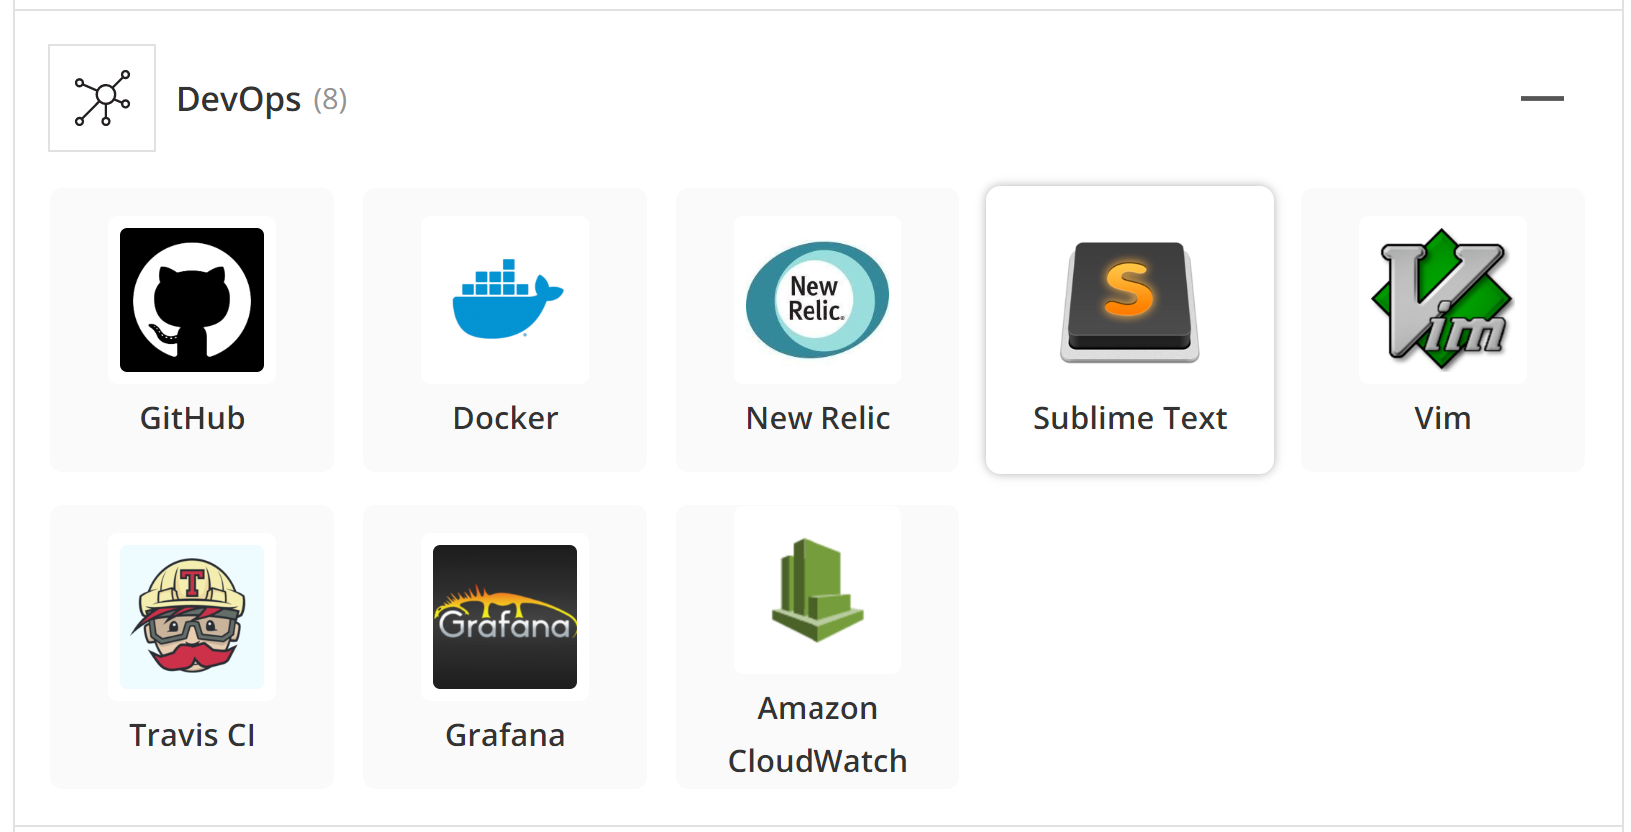 DevOps (8)
New
Relic.
S
Vim
GitHub
Docker
New Relic
Sublime Text
Vim
T
Grafana
Travis CI
Grafana
Amazon
CloudWatch